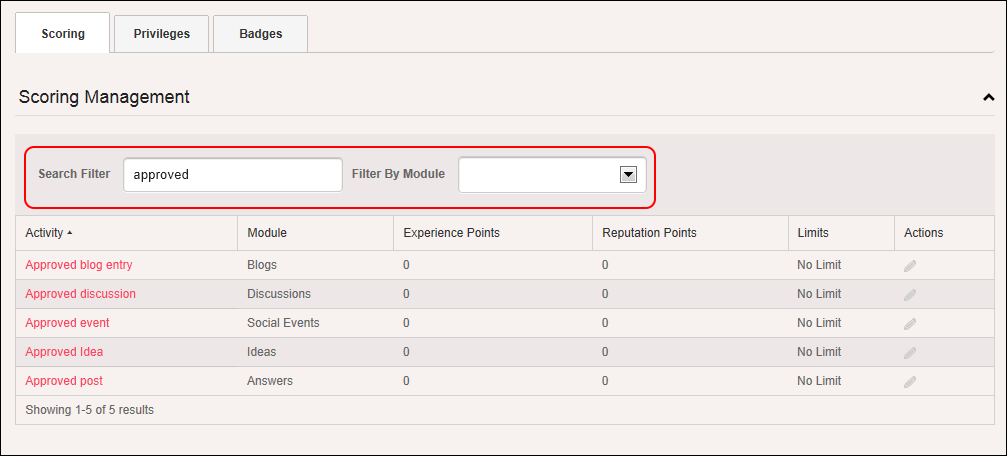 Scoring Privileges Badges
Scoring Management
Search Filter approved Filter By Module
Activity Module Experience Points Reputation Points Limits Actions
Approved blog entry Blogs 0 0 No Limit
Approved discussion Discussions 0 0 No Limit
Approved event Social Events 0 0 No Limit
Approved Idea Ideas 0 0 No Limit
Approved post Answers 0 0 No Limit
Showing 1-5 of 5 results